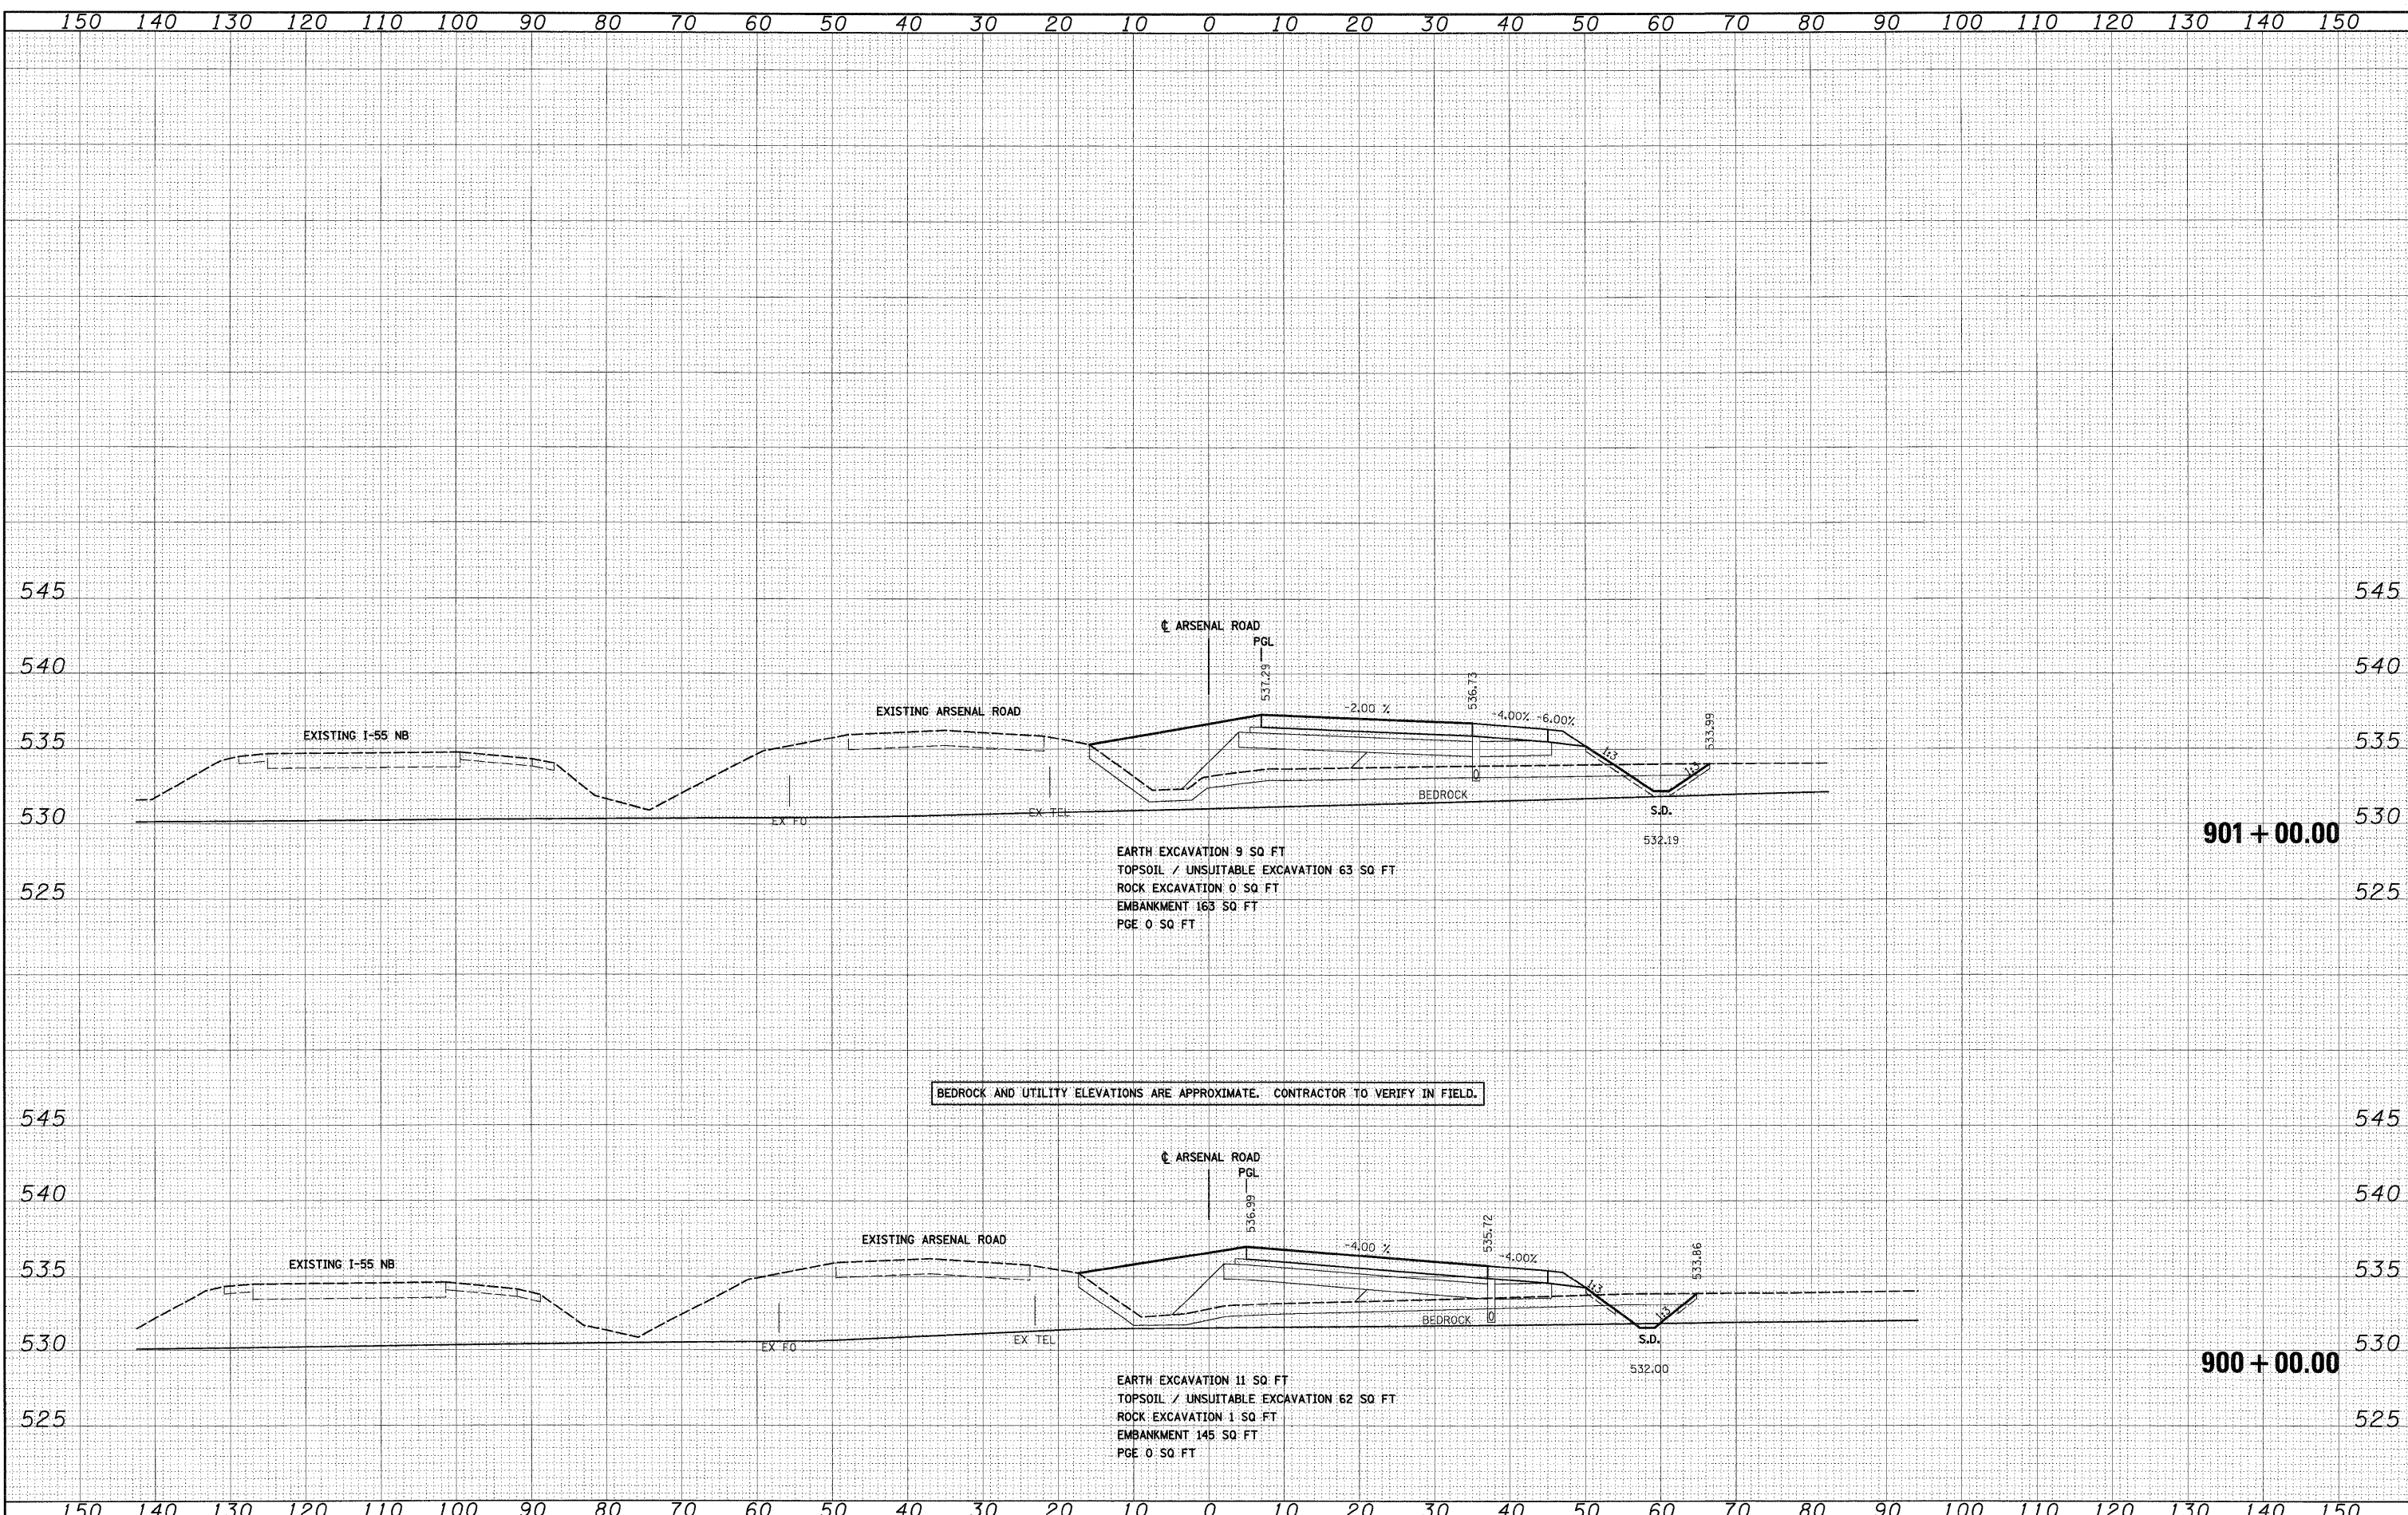 150 140 130 120 110 100 90 80 70 60 50 40 30 20 10 0 10 20 30 40 50 60 70 80 90 100 110 120 130 140 150
545 545
℄ ARSENAL ROAD
PGL
540 540
537.29
536.73
EXISTING ARSENAL ROAD
-2.00 %
-4.00% -6.00%
EXISTING I-55 NB
535 535
533.99
1:3
1:3
BEDROCK
EX FO
EX TEL
S.D.
530 530
532.19
901+00.00
EARTH EXCAVATION 9 SQ FT
TOPSOIL / UNSUITABLE EXCAVATION 63 SQ FT
ROCK EXCAVATION 0 SQ FT
525 525
EMBANKMENT 163 SQ FT
PGE 0 SQ FT
BEDROCK AND UTILITY ELEVATIONS ARE APPROXIMATE. CONTRACTOR TO VERIFY IN FIELD.
545 545
℄ ARSENAL ROAD
PGL
540 540
536.99
535.72
EXISTING ARSENAL ROAD
-4.00 %
-4.00%
EXISTING I-55 NB
535 535
533.86
1:3
1:3
BEDROCK
EX FO
EX TEL
S.D.
530 530
532.00
900+00.00
EARTH EXCAVATION 11 SQ FT
TOPSOIL / UNSUITABLE EXCAVATION 62 SQ FT
ROCK EXCAVATION 1 SQ FT
525 525
EMBANKMENT 145 SQ FT
PGE 0 SQ FT
150 140 130 120 110 100 90 80 70 60 50 40 30 20 10 0 10 20 30 40 50 60 70 80 90 100 110 120 130 140 150